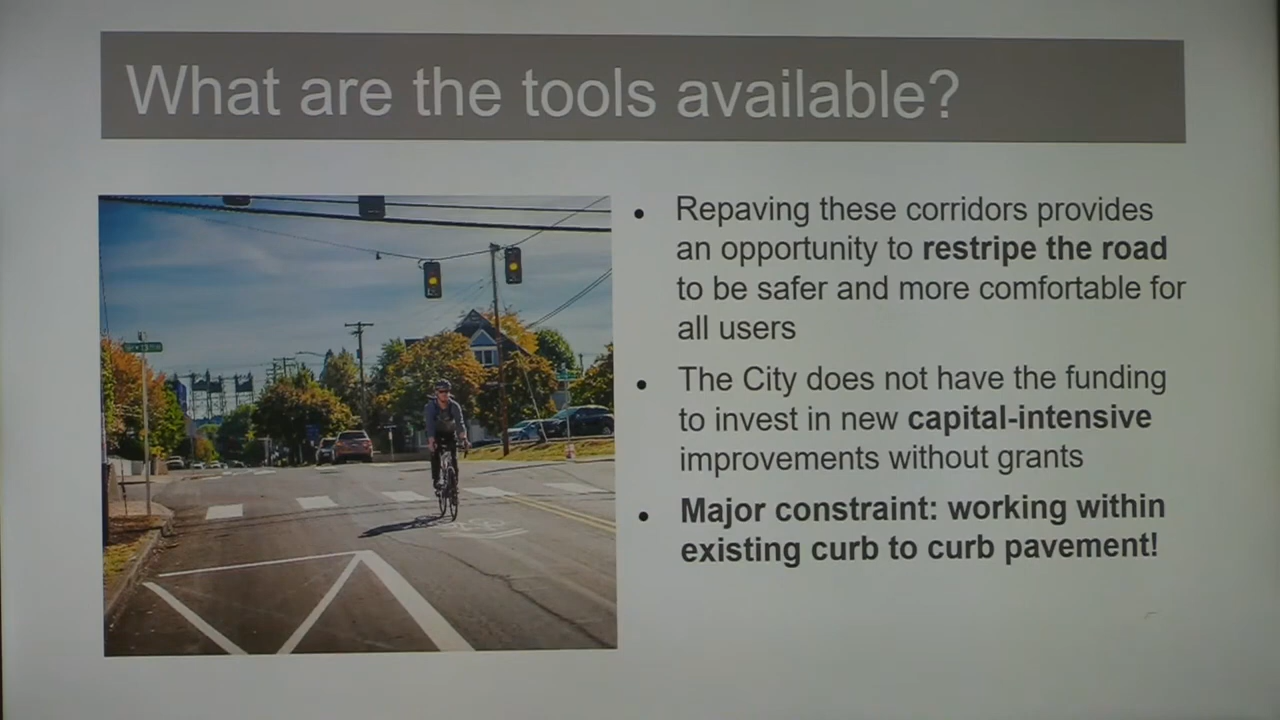 What are the tools available?
• Repaving these corridors provides
an opportunity to restripe the road
to be safer and more comfortable for
all users
• The City does not have the funding
to invest in new capital-intensive
improvements without grants
• Major constraint: working within
existing curb to curb pavement!